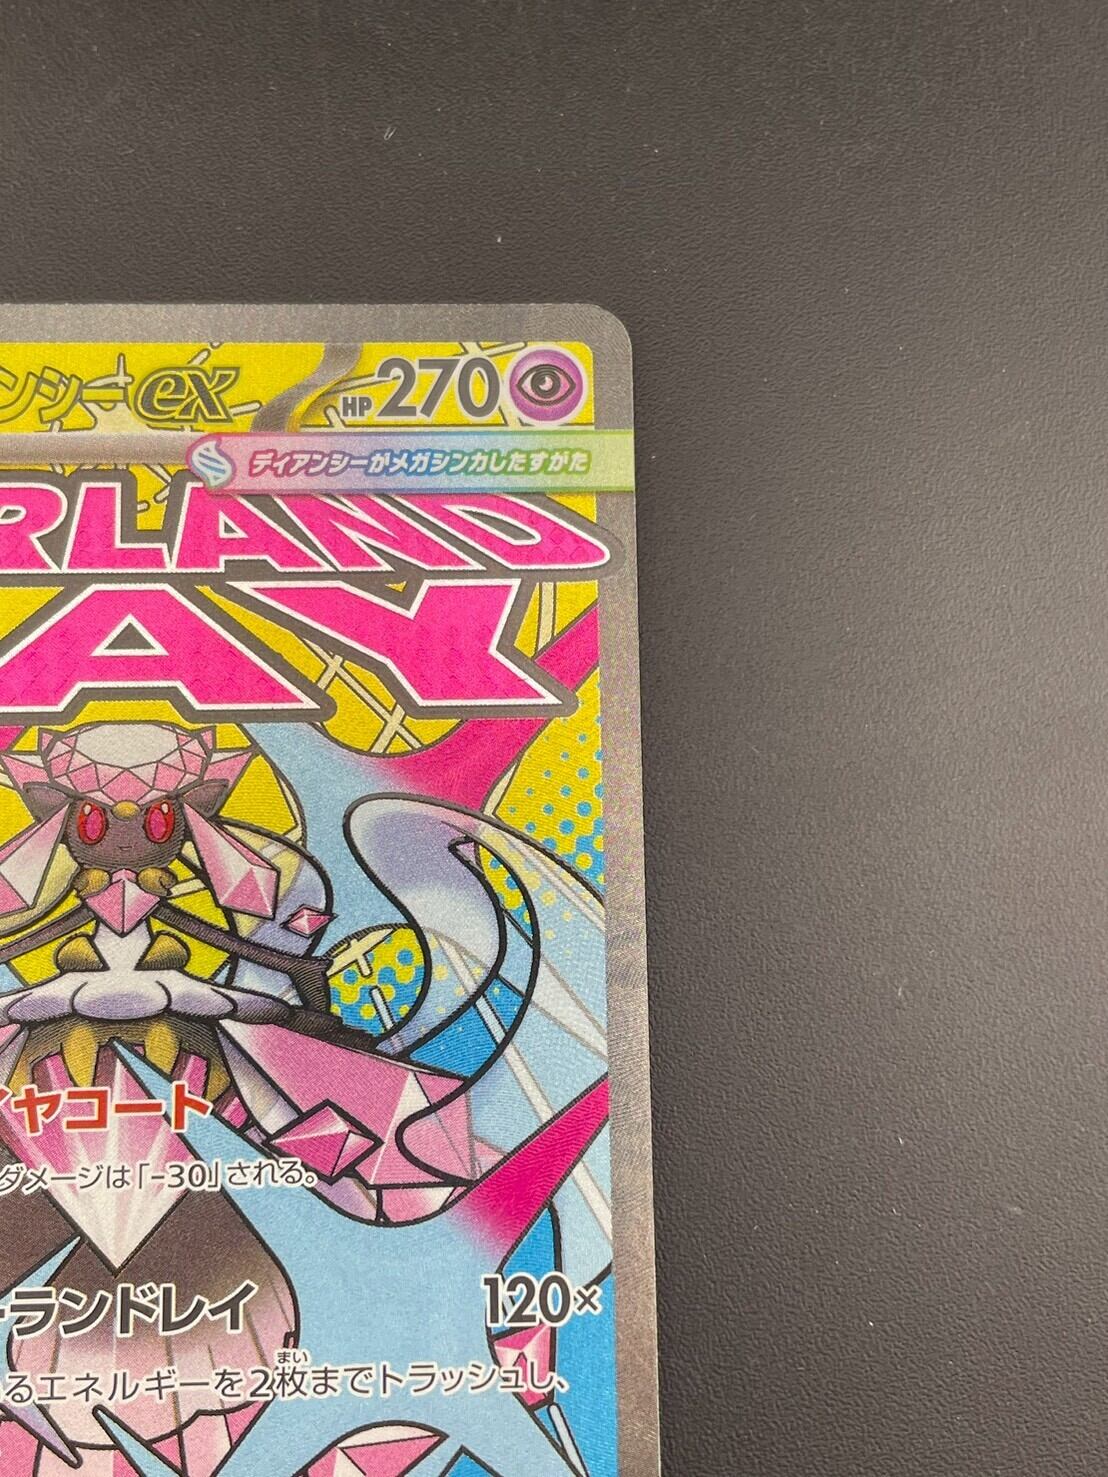 ンシーex HP270
ディアンシーがメガシンカしたすがた
RLAND
AY
イヤコート
ダメージは「-30」される。
ーランドレイ 120×
るエネルギーを2枚までトラッシュし、
まい